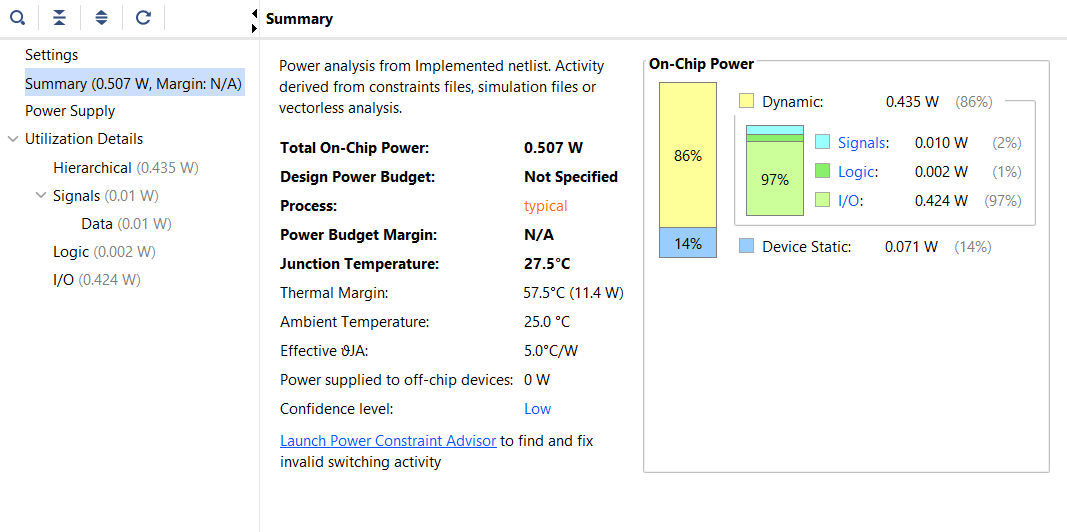 Summary
Settings
Summary (0.507 W, Margin: N/A)
Power Supply
Utilization Details
Hierarchical (0.435 W)
Signals (0.01 W)
Data (0.01 W)
Logic (0.002 W)
I/O (0.424 W)
Power analysis from Implemented netlist. Activity
derived from constraints files, simulation files or
vectorless analysis.
Total On-Chip Power: 0.507 W
Design Power Budget: Not Specified
Process: typical
Power Budget Margin: N/A
Junction Temperature: 27.5°C
Thermal Margin: 57.5°C (11.4 W)
Ambient Temperature: 25.0 °C
Effective ϑJA: 5.0°C/W
Power supplied to off-chip devices: 0 W
Confidence level: Low
Launch Power Constraint Advisor to find and fix
invalid switching activity
On-Chip Power
86%
14%
Dynamic: 0.435 W (86%)
97%
Signals: 0.010 W (2%)
Logic: 0.002 W (1%)
I/O: 0.424 W (97%)
Device Static: 0.071 W (14%)